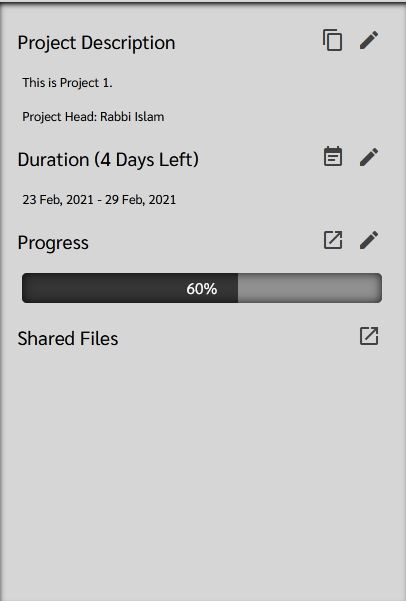 Project Description
This is Project 1.
Project Head: Rabbi Islam
Duration (4 Days Left)
23 Feb, 2021 - 29 Feb, 2021
Progress
60%
Shared Files